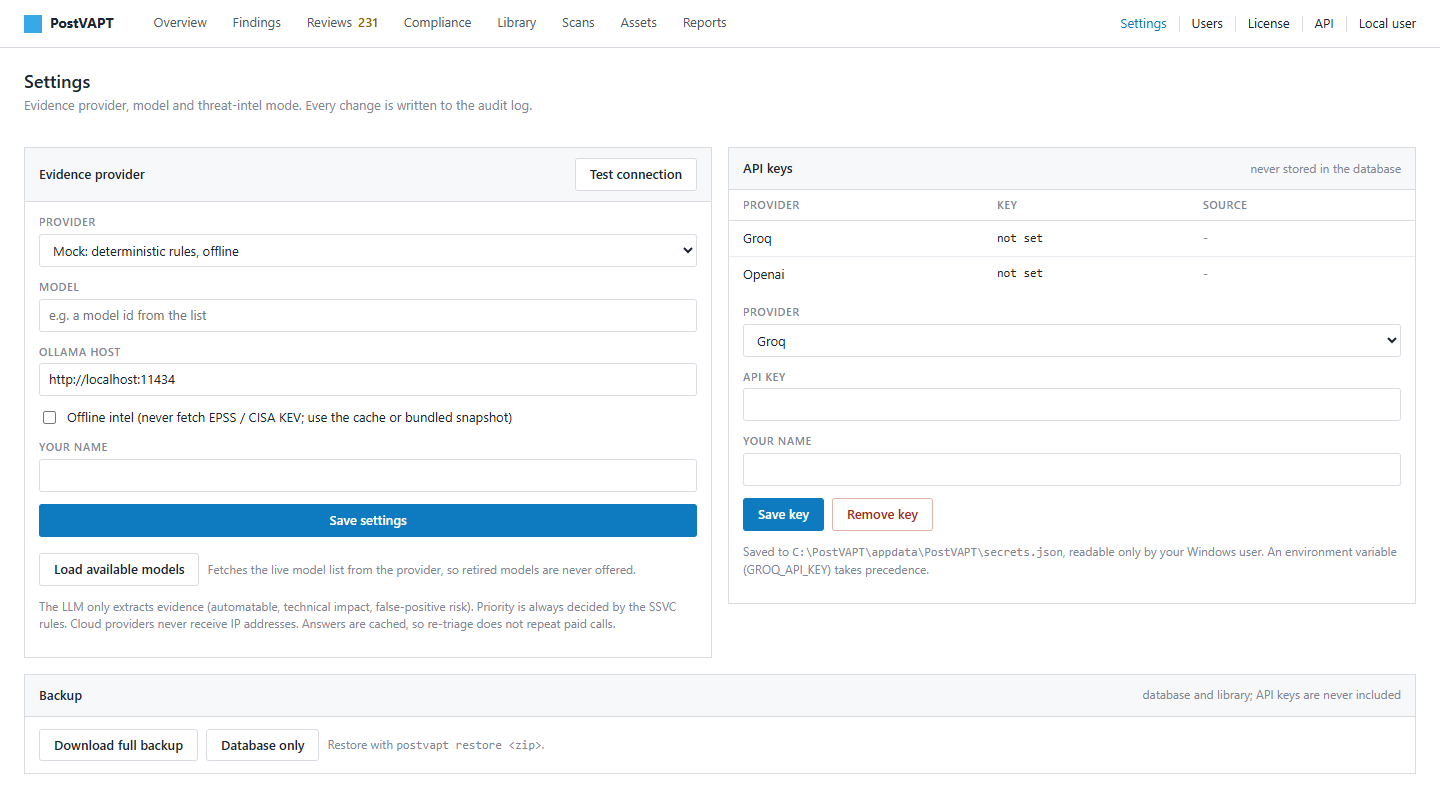 PostVAPT
Overview
Findings
Reviews 231
Compliance
Library
Scans
Assets
Reports
Settings
Users
License
API
Local user
Settings
Evidence provider, model and threat-intel mode. Every change is written to the audit log.
Evidence provider
Test connection
PROVIDER
Mock: deterministic rules, offline
MODEL
e.g. a model id from the list
OLLAMA HOST
http://localhost:11434
Offline intel (never fetch EPSS / CISA KEV; use the cache or bundled snapshot)
YOUR NAME
Save settings
Load available models
Fetches the live model list from the provider, so retired models are never offered.
The LLM only extracts evidence (automatable, technical impact, false-positive risk). Priority is always decided by the SSVC
rules. Cloud providers never receive IP addresses. Answers are cached, so re-triage does not repeat paid calls.
API keys
never stored in the database
PROVIDER KEY SOURCE
Groq not set -
Openai not set -
PROVIDER
Groq
API KEY
YOUR NAME
Save key
Remove key
Saved to C:\PostVAPT\appdata\PostVAPT\secrets.json, readable only by your Windows user. An environment variable
(GROQ_API_KEY) takes precedence.
Backup
database and library; API keys are never included
Download full backup
Database only
Restore with postvapt restore <zip>.